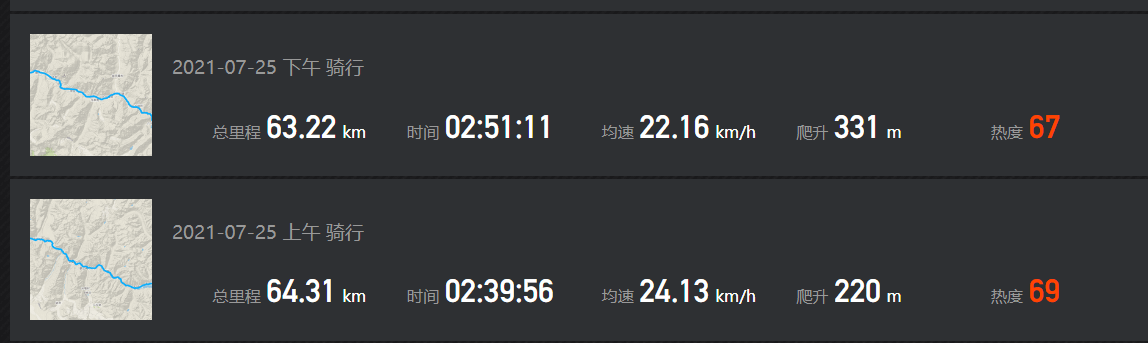 2021-07-25 下午 骑行
总里程 63.22 km 时间 02:51:11 均速 22.16 km/h 爬升 331 m 热度 67
2021-07-25 上午 骑行
总里程 64.31 km 时间 02:39:56 均速 24.13 km/h 爬升 220 m 热度 69